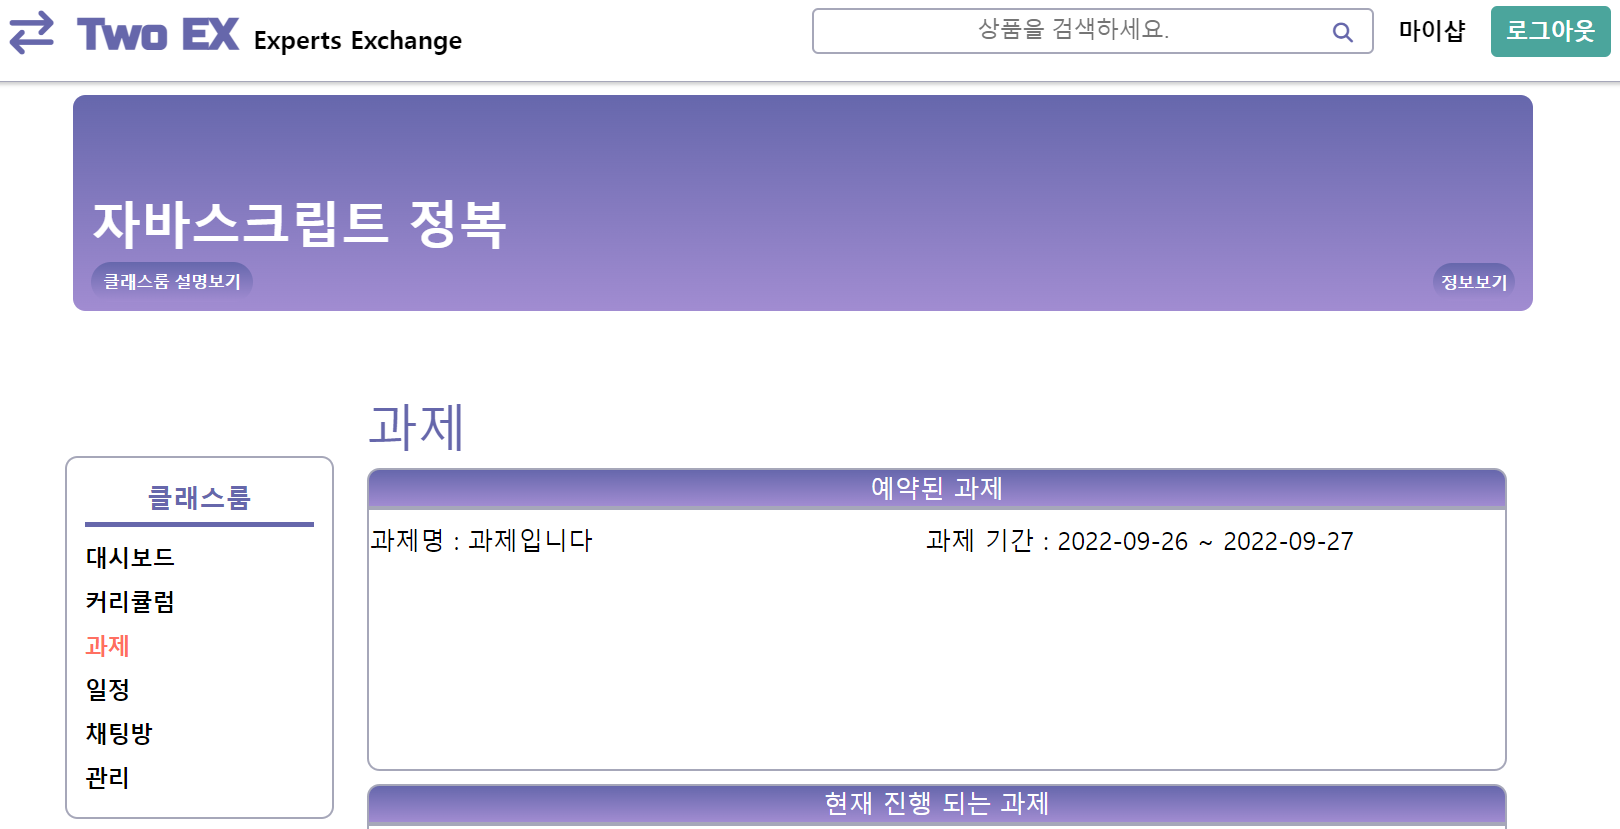 Two EX Experts Exchange
상품을 검색하세요.
마이샵
로그아웃
자바스크립트 정복
클래스룸 설명보기
정보보기
과제
클래스룸
대시보드
커리큘럼
과제
일정
채팅방
관리
예약된 과제
과제명 : 과제입니다
과제 기간 : 2022-09-26 ~ 2022-09-27
현재 진행 되는 과제